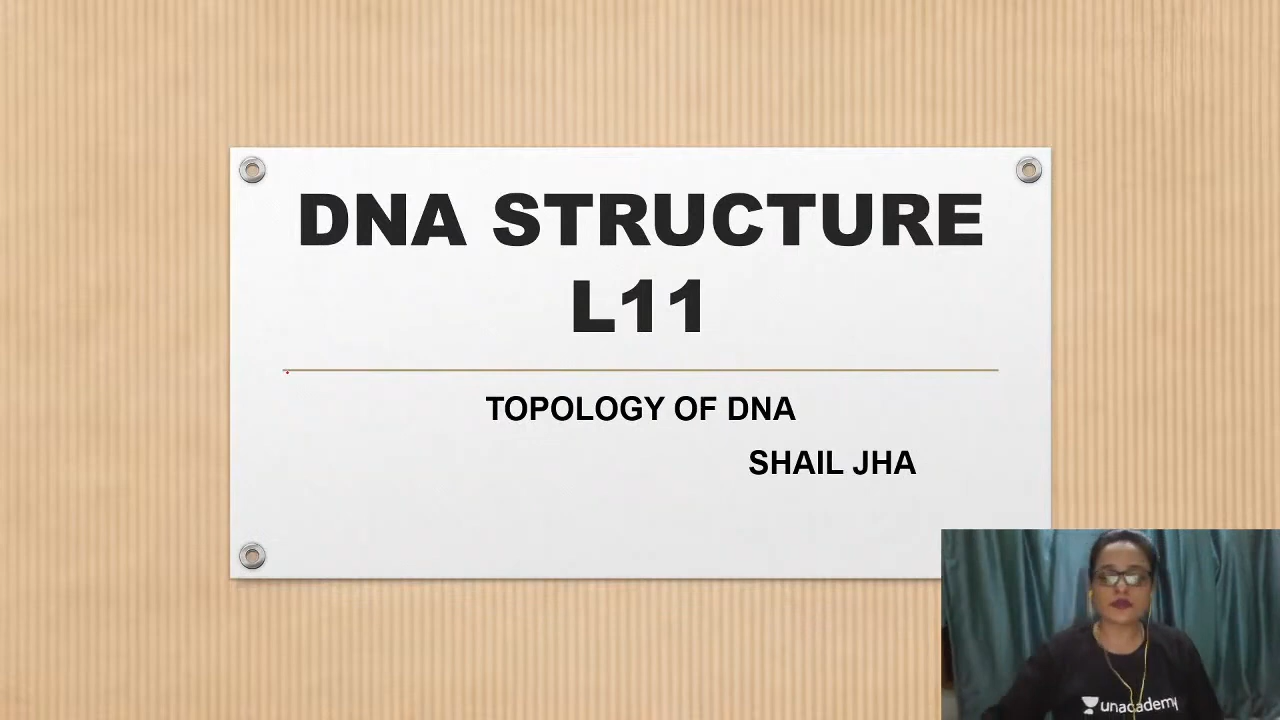 DNA STRUCTURE
L11
TOPOLOGY OF DNA
SHAIL JHA
unacademy